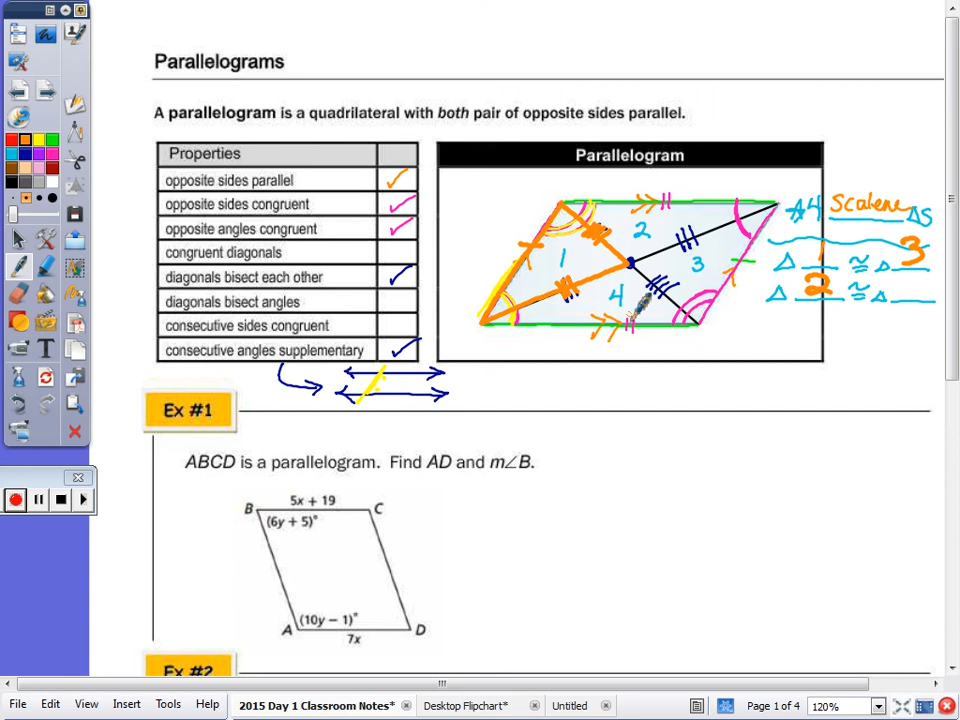 Parallelograms
A parallelogram is a quadrilateral with both pair of opposite sides parallel.
Properties
opposite sides parallel
opposite sides congruent
opposite angles congruent
congruent diagonals
diagonals bisect each other
diagonals bisect angles
consecutive sides congruent
consecutive angles supplementary
Parallelogram
1
2
3
4
4 Scalene Δs
Δ 1 ≅ Δ 3
Δ 2 ≅ Δ
Ex #1
ABCD is a parallelogram. Find AD and m∠B.
5x + 19
B
C
(6y + 5)°
(10y − 1)°
A
D
7x
Ex #2
File Edit View Insert Tools Help
2015 Day 1 Classroom Notes*
Desktop Flipchart*
Untitled
Page 1 of 4
120%